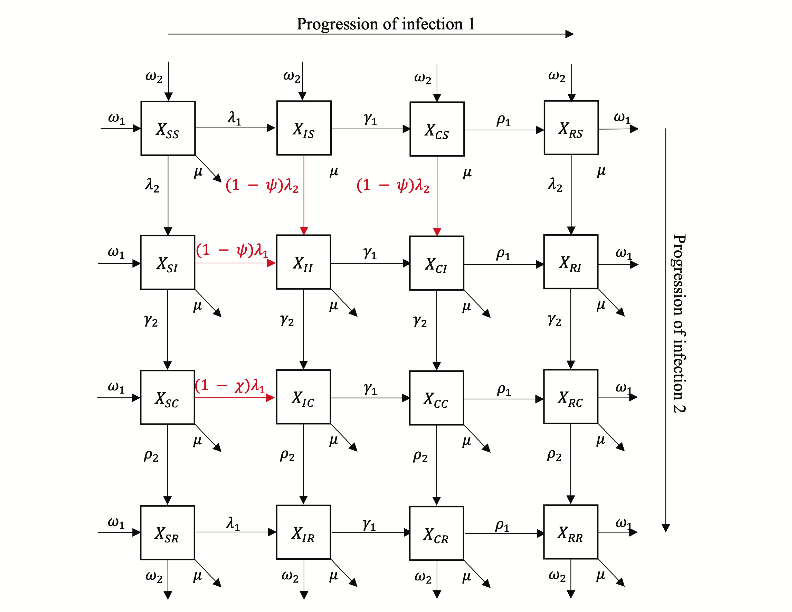 Progression of infection 1
ω₂ ω₂ ω₂ ω₂
ω₁ X_SS λ₁ X_IS γ₁ X_CS ρ₁ X_RS ω₁
μ μ μ μ
λ₂ (1 − ψ)λ₂ (1 − ψ)λ₂ λ₂
ω₁ X_SI (1 − ψ)λ₁ X_II γ₁ X_CI ρ₁ X_RI ω₁
μ μ μ μ
γ₂ γ₂ γ₂ γ₂
ω₁ X_SC (1 − χ)λ₁ X_IC γ₁ X_CC ρ₁ X_RC ω₁
μ μ μ μ
ρ₂ ρ₂ ρ₂ ρ₂
ω₁ X_SR λ₁ X_IR γ₁ X_CR ρ₁ X_RR ω₁
ω₂ μ ω₂ μ ω₂ μ ω₂ μ
Progression of infection 2